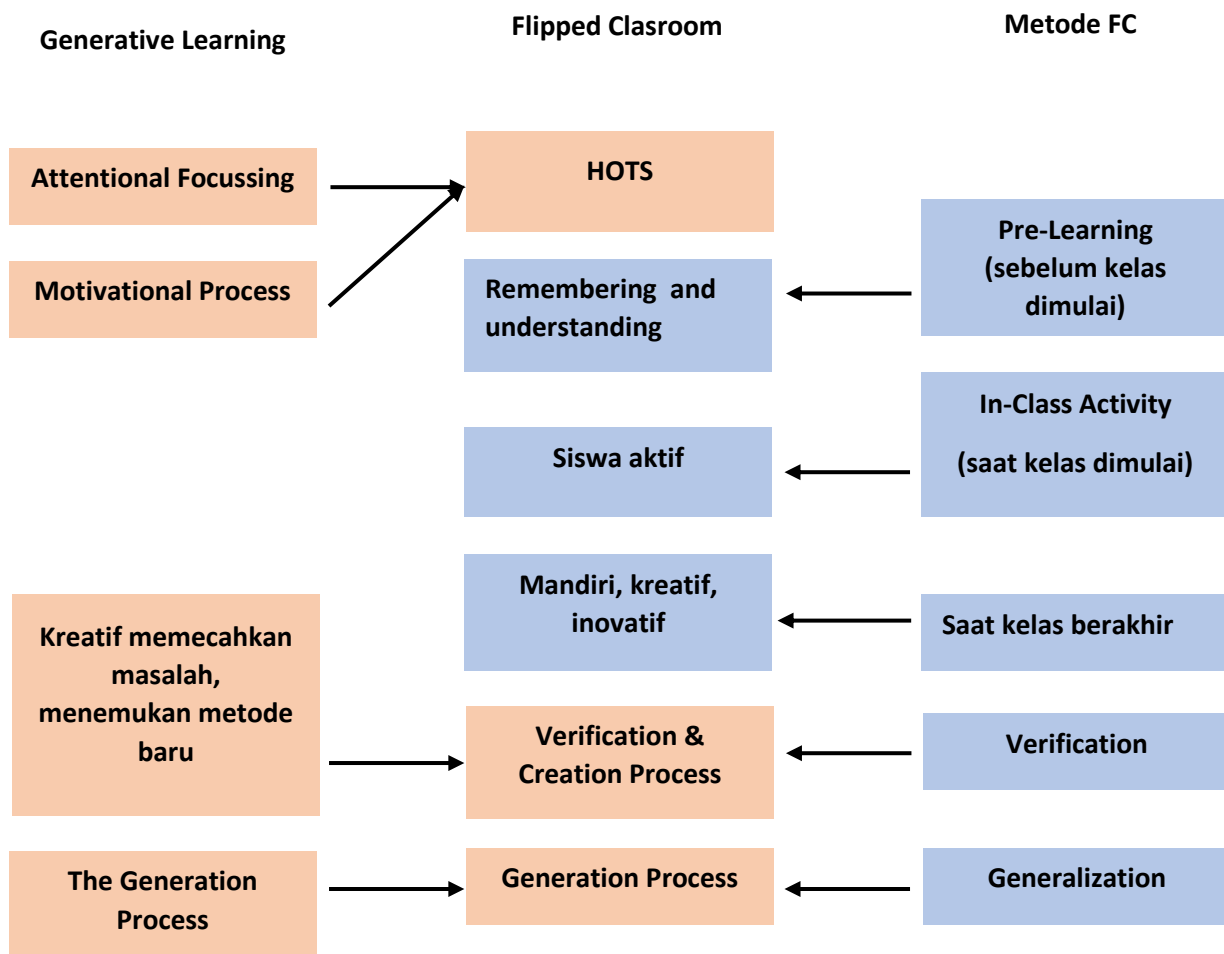 Generative Learning
Flipped Clasroom
Metode FC
Attentional Focussing
Motivational Process
Kreatif memecahkan
masalah,
menemukan metode
baru
The Generation
Process
HOTS
Remembering and
understanding
Siswa aktif
Mandiri, kreatif,
inovatif
Verification &
Creation Process
Generation Process
Pre-Learning
(sebelum kelas
dimulai)
In-Class Activity
(saat kelas dimulai)
Saat kelas berakhir
Verification
Generalization